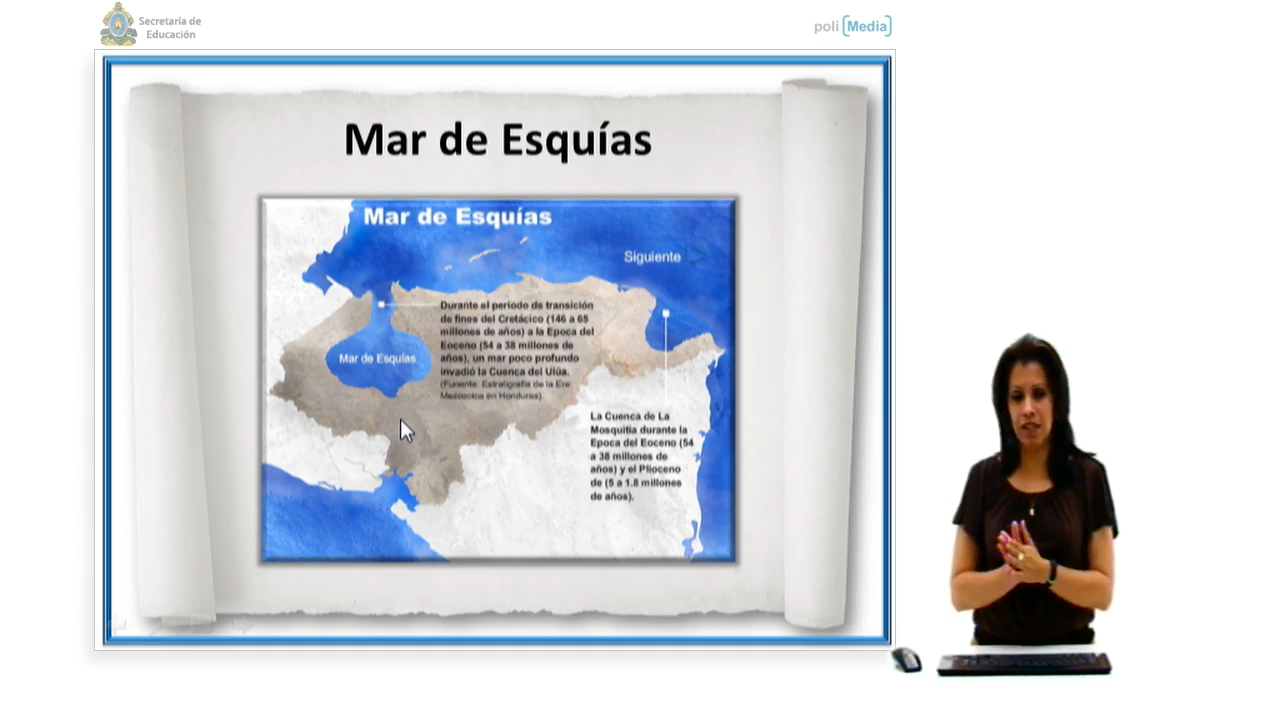 Secretaría de
Educación
poli [Media]
Mar de Esquías
Mar de Esquías
Siguiente
Durante el período de transición
de fines del Cretácico (146 a 65
millones de años) a la Epoca del
Eoceno (54 a 38 millones de
años), un mar poco profundo
invadió la Cuenca del Ulúa.
(Funente: Estratigrafía de la Era
Mesozoica en Honduras).
Mar de Esquías
La Cuenca de La
Mosquitia durante la
Epoca del Eoceno (54
a 38 millones de
años) y el Plioceno
de (5 a 1.8 millones
de años).